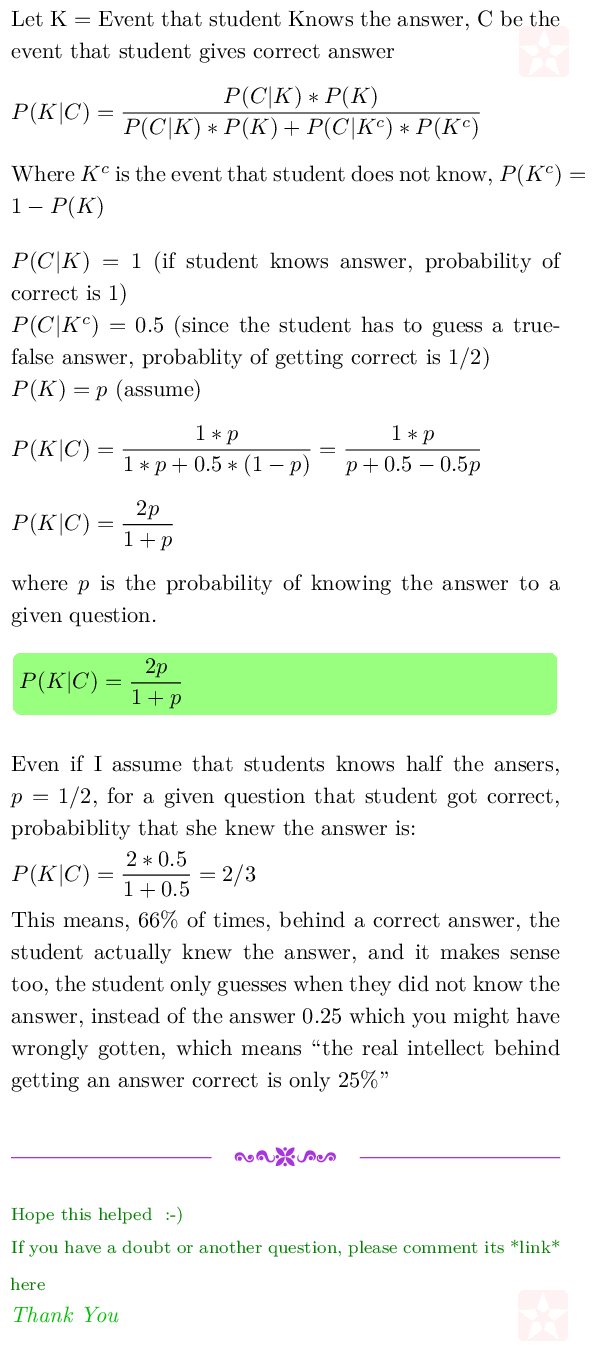 Let K = Event that student Knows the answer, C be the
event that student gives correct answer
P(K|C) = \frac{P(C|K) * P(K)}{P(C|K) * P(K) + P(C|K^c) * P(K^c)}
Where K^c is the event that student does not know, P(K^c) =
1 − P(K)
P(C|K) = 1 (if student knows answer, probability of
correct is 1)
P(C|K^c) = 0.5 (since the student has to guess a true-
false answer, probablity of getting correct is 1/2)
P(K) = p (assume)
P(K|C) = \frac{1 * p}{1 * p + 0.5 * (1 − p)} = \frac{1 * p}{p + 0.5 − 0.5p}
P(K|C) = \frac{2p}{1 + p}
where p is the probability of knowing the answer to a
given question.
P(K|C) = \frac{2p}{1 + p}
Even if I assume that students knows half the ansers,
p = 1/2, for a given question that student got correct,
probabiblity that she knew the answer is:
P(K|C) = \frac{2 * 0.5}{1 + 0.5} = 2/3
This means, 66% of times, behind a correct answer, the
student actually knew the answer, and it makes sense
too, the student only guesses when they did not know the
answer, instead of the answer 0.25 which you might have
wrongly gotten, which means “the real intellect behind
getting an answer correct is only 25%”
Hope this helped :-)
If you have a doubt or another question, please comment its *link*
here
Thank You